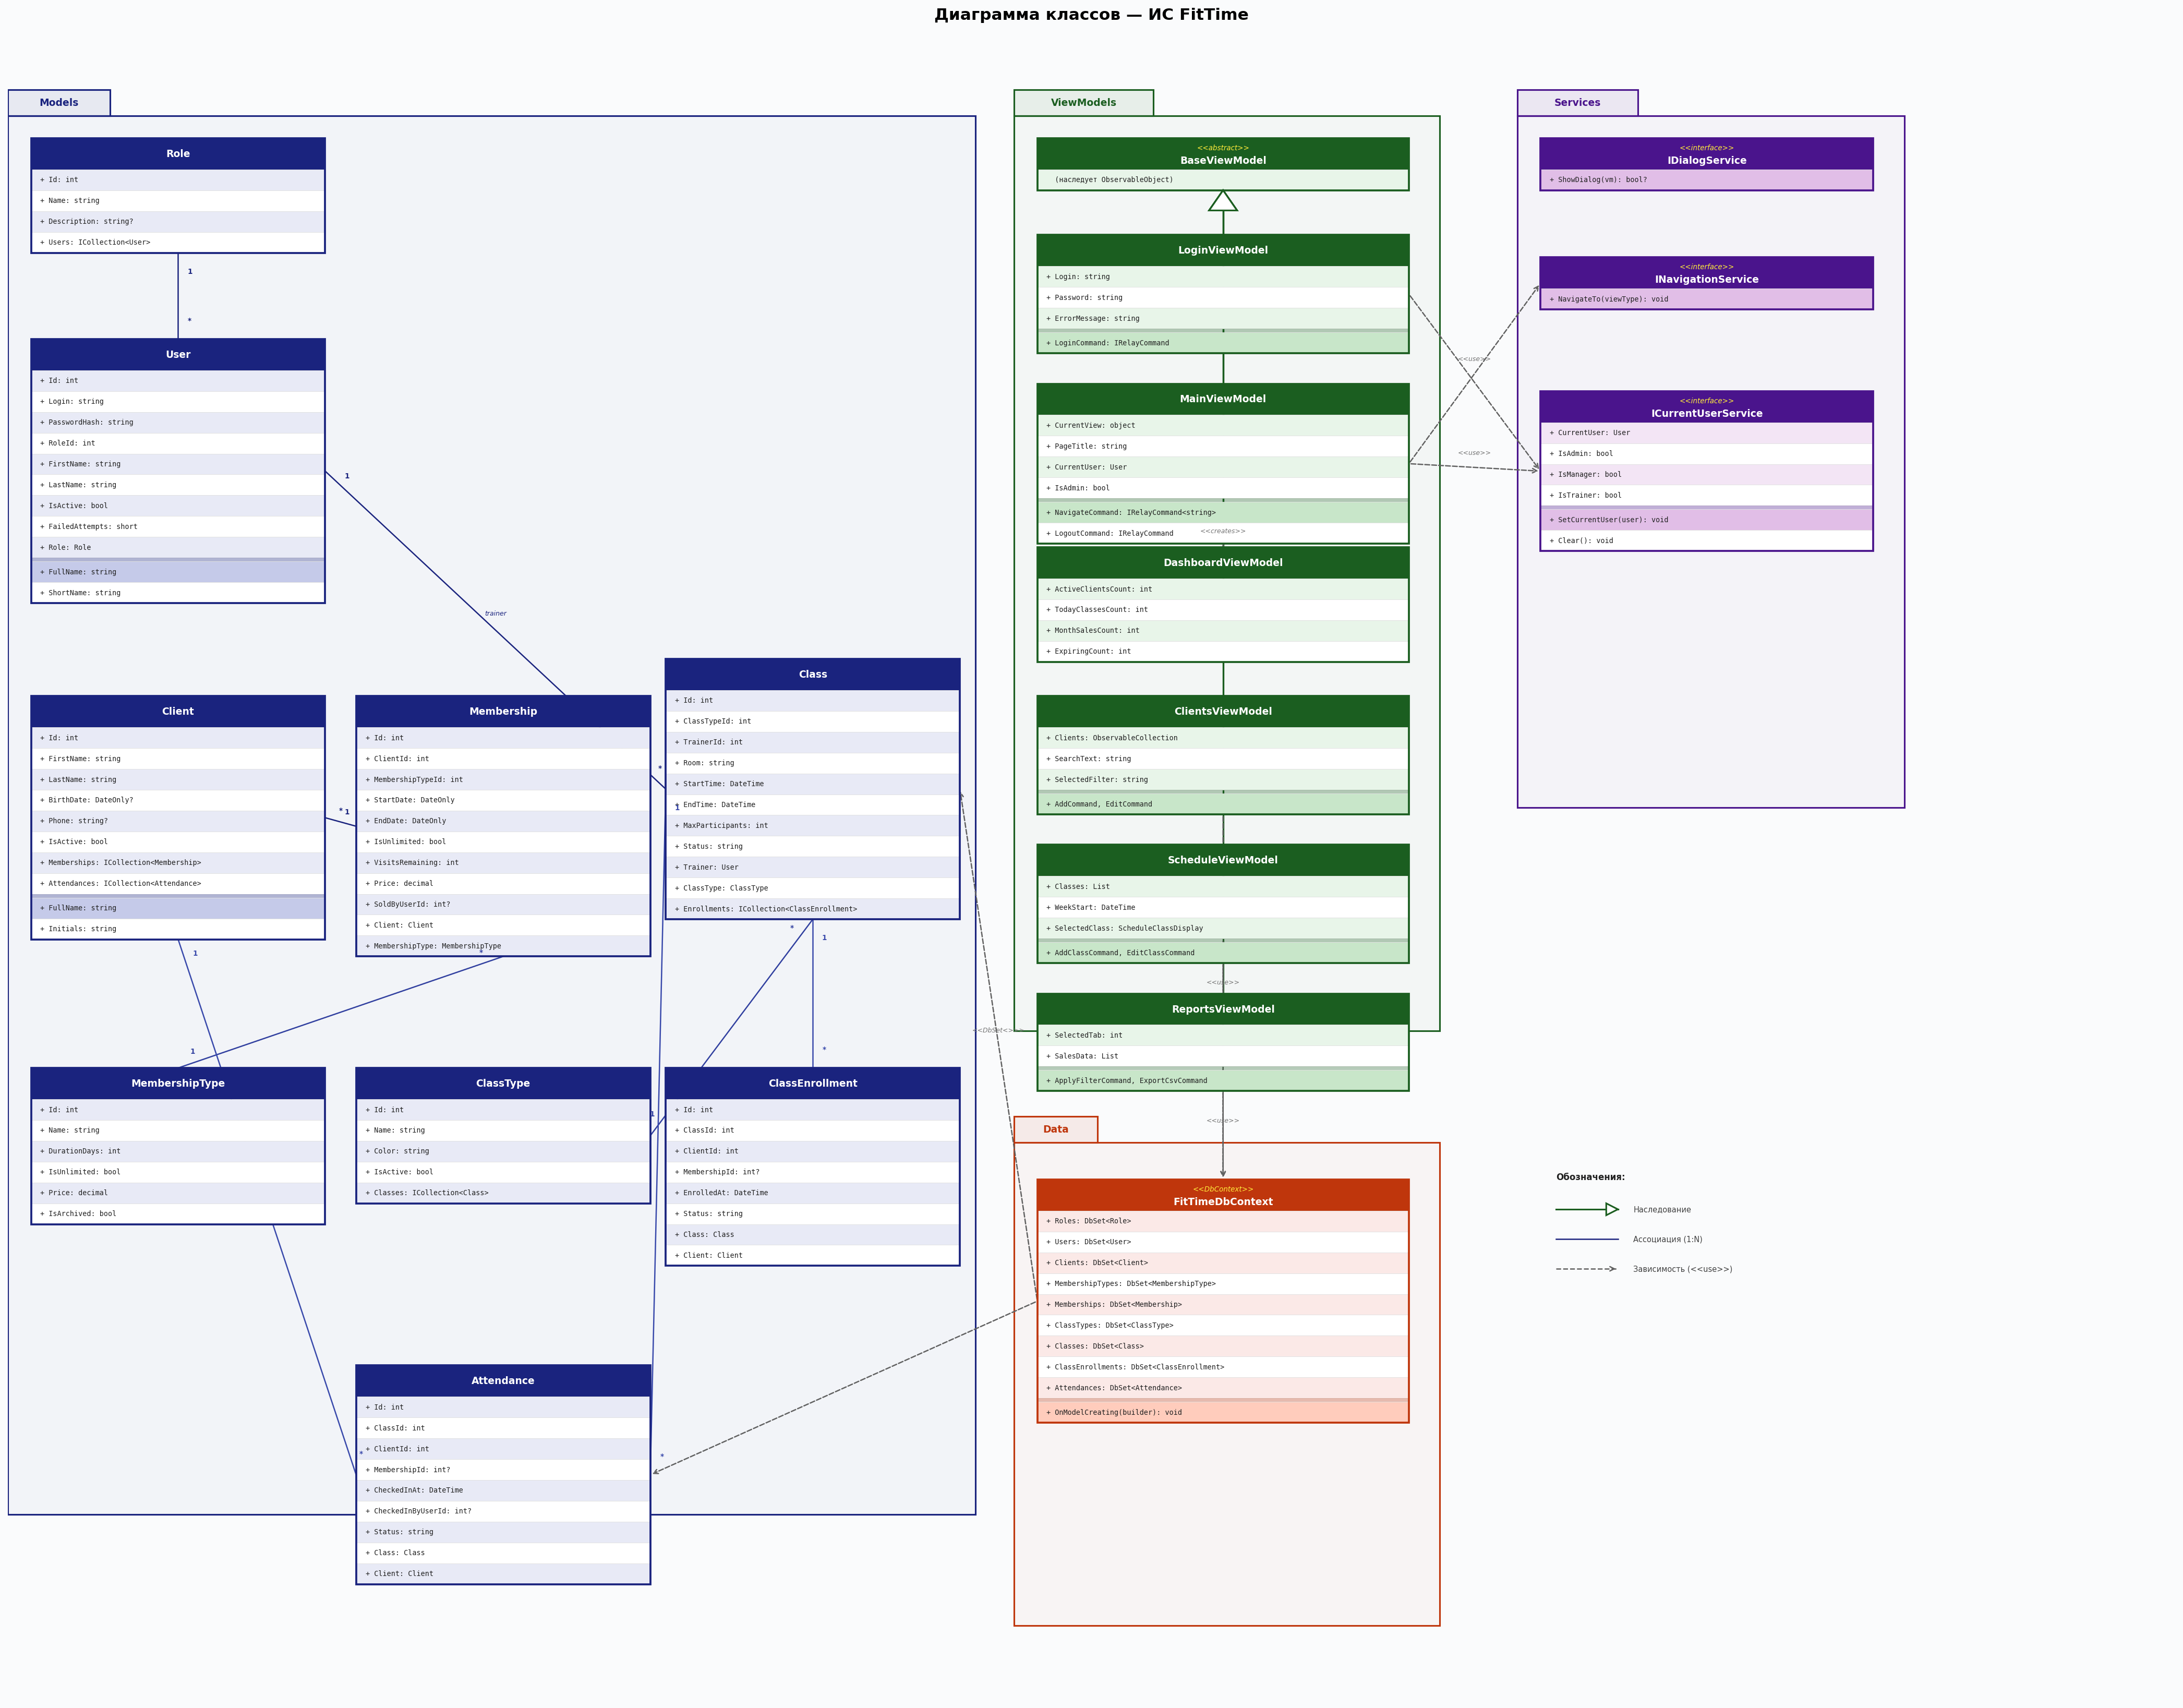 Диаграмма классов — ИС FitTime
Models
Role
+ Id: int
+ Name: string
+ Description: string?
+ Users: ICollection<User>
1
*
User
+ Id: int
+ Login: string
+ PasswordHash: string
+ RoleId: int
+ FirstName: string
+ LastName: string
+ IsActive: bool
+ FailedAttempts: short
+ Role: Role
+ FullName: string
+ ShortName: string
1
trainer
Client
+ Id: int
+ FirstName: string
+ LastName: string
+ BirthDate: DateOnly?
+ Phone: string?
+ IsActive: bool
+ Memberships: ICollection<Membership>
+ Attendances: ICollection<Attendance>
+ FullName: string
+ Initials: string
* 1
1
Membership
+ Id: int
+ ClientId: int
+ MembershipTypeId: int
+ StartDate: DateOnly
+ EndDate: DateOnly
+ IsUnlimited: bool
+ VisitsRemaining: int
+ Price: decimal
+ SoldByUserId: int?
+ Client: Client
+ MembershipType: MembershipType
*
*
Class
+ Id: int
+ ClassTypeId: int
+ TrainerId: int
+ Room: string
+ StartTime: DateTime
+ EndTime: DateTime
1
+ MaxParticipants: int
+ Status: string
+ Trainer: User
+ ClassType: ClassType
+ Enrollments: ICollection<ClassEnrollment>
*
1
*
1
MembershipType
+ Id: int
+ Name: string
+ DurationDays: int
+ IsUnlimited: bool
+ Price: decimal
+ IsArchived: bool
ClassType
+ Id: int
+ Name: string
+ Color: string
+ IsActive: bool
+ Classes: ICollection<Class>
1
ClassEnrollment
+ Id: int
+ ClassId: int
+ ClientId: int
+ MembershipId: int?
+ EnrolledAt: DateTime
+ Status: string
+ Class: Class
+ Client: Client
Attendance
+ Id: int
+ ClassId: int
+ ClientId: int
+ MembershipId: int?
+ CheckedInAt: DateTime
+ CheckedInByUserId: int?
+ Status: string
+ Class: Class
+ Client: Client
*
*
ViewModels
<<abstract>>
BaseViewModel
(наследует ObservableObject)
LoginViewModel
+ Login: string
+ Password: string
+ ErrorMessage: string
+ LoginCommand: IRelayCommand
MainViewModel
+ CurrentView: object
+ PageTitle: string
+ CurrentUser: User
+ IsAdmin: bool
+ NavigateCommand: IRelayCommand<string>
+ LogoutCommand: IRelayCommand
<<creates>>
DashboardViewModel
+ ActiveClientsCount: int
+ TodayClassesCount: int
+ MonthSalesCount: int
+ ExpiringCount: int
ClientsViewModel
+ Clients: ObservableCollection
+ SearchText: string
+ SelectedFilter: string
+ AddCommand, EditCommand
ScheduleViewModel
+ Classes: List
+ WeekStart: DateTime
+ SelectedClass: ScheduleClassDisplay
+ AddClassCommand, EditClassCommand
<<use>>
ReportsViewModel
+ SelectedTab: int
+ SalesData: List
+ ApplyFilterCommand, ExportCsvCommand
<<use>>
<<use>>
<<use>>
<<DbSet<>>>
Services
<<interface>>
IDialogService
+ ShowDialog(vm): bool?
<<interface>>
INavigationService
+ NavigateTo(viewType): void
<<interface>>
ICurrentUserService
+ CurrentUser: User
+ IsAdmin: bool
+ IsManager: bool
+ IsTrainer: bool
+ SetCurrentUser(user): void
+ Clear(): void
Data
<<DbContext>>
FitTimeDbContext
+ Roles: DbSet<Role>
+ Users: DbSet<User>
+ Clients: DbSet<Client>
+ MembershipTypes: DbSet<MembershipType>
+ Memberships: DbSet<Membership>
+ ClassTypes: DbSet<ClassType>
+ Classes: DbSet<Class>
+ ClassEnrollments: DbSet<ClassEnrollment>
+ Attendances: DbSet<Attendance>
+ OnModelCreating(builder): void
Обозначения:
Наследование
Ассоциация (1:N)
Зависимость (<<use>>)